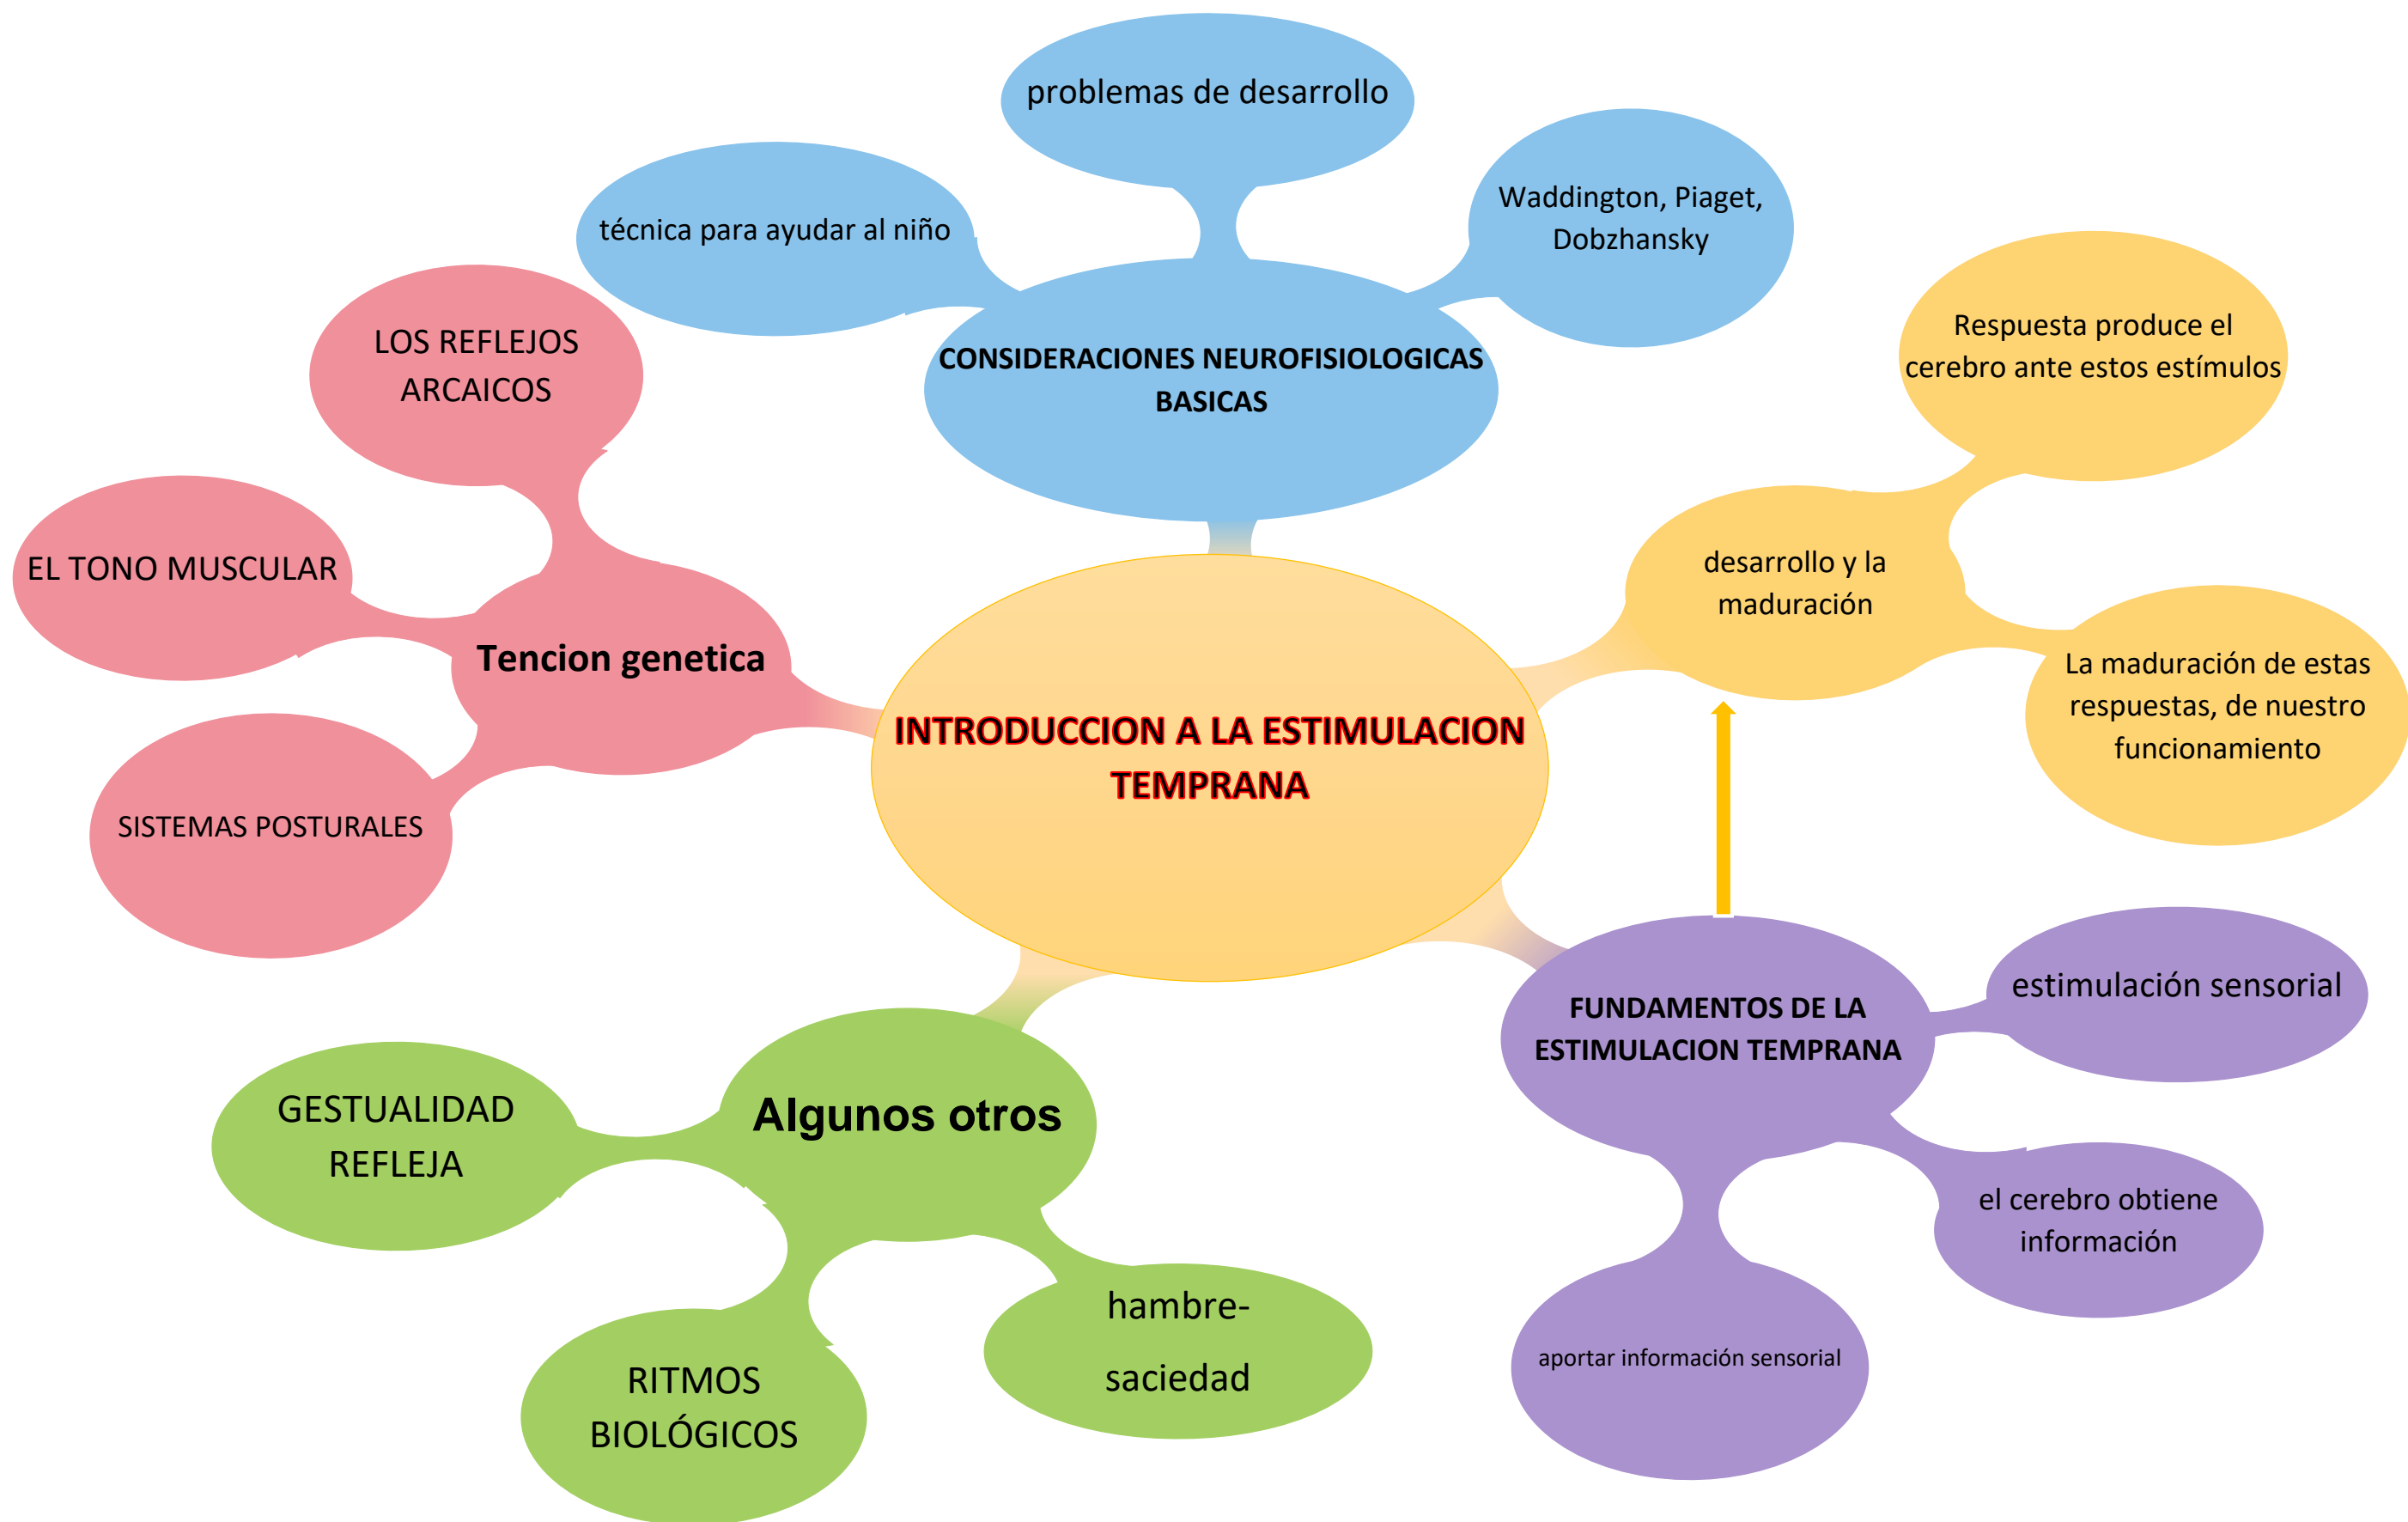 problemas de desarrollo
técnica para ayudar al niño
Waddington, Piaget,
Dobzhansky
CONSIDERACIONES NEUROFISIOLOGICAS
BASICAS
LOS REFLEJOS
ARCAICOS
EL TONO MUSCULAR
Tencion genetica
SISTEMAS POSTURALES
INTRODUCCION A LA ESTIMULACION
TEMPRANA
Respuesta produce el
cerebro ante estos estímulos
desarrollo y la
maduración
La maduración de estas
respuestas, de nuestro
funcionamiento
FUNDAMENTOS DE LA
ESTIMULACION TEMPRANA
estimulación sensorial
el cerebro obtiene
información
aportar información sensorial
Algunos otros
GESTUALIDAD
REFLEJA
RITMOS
BIOLÓGICOS
hambre-
saciedad